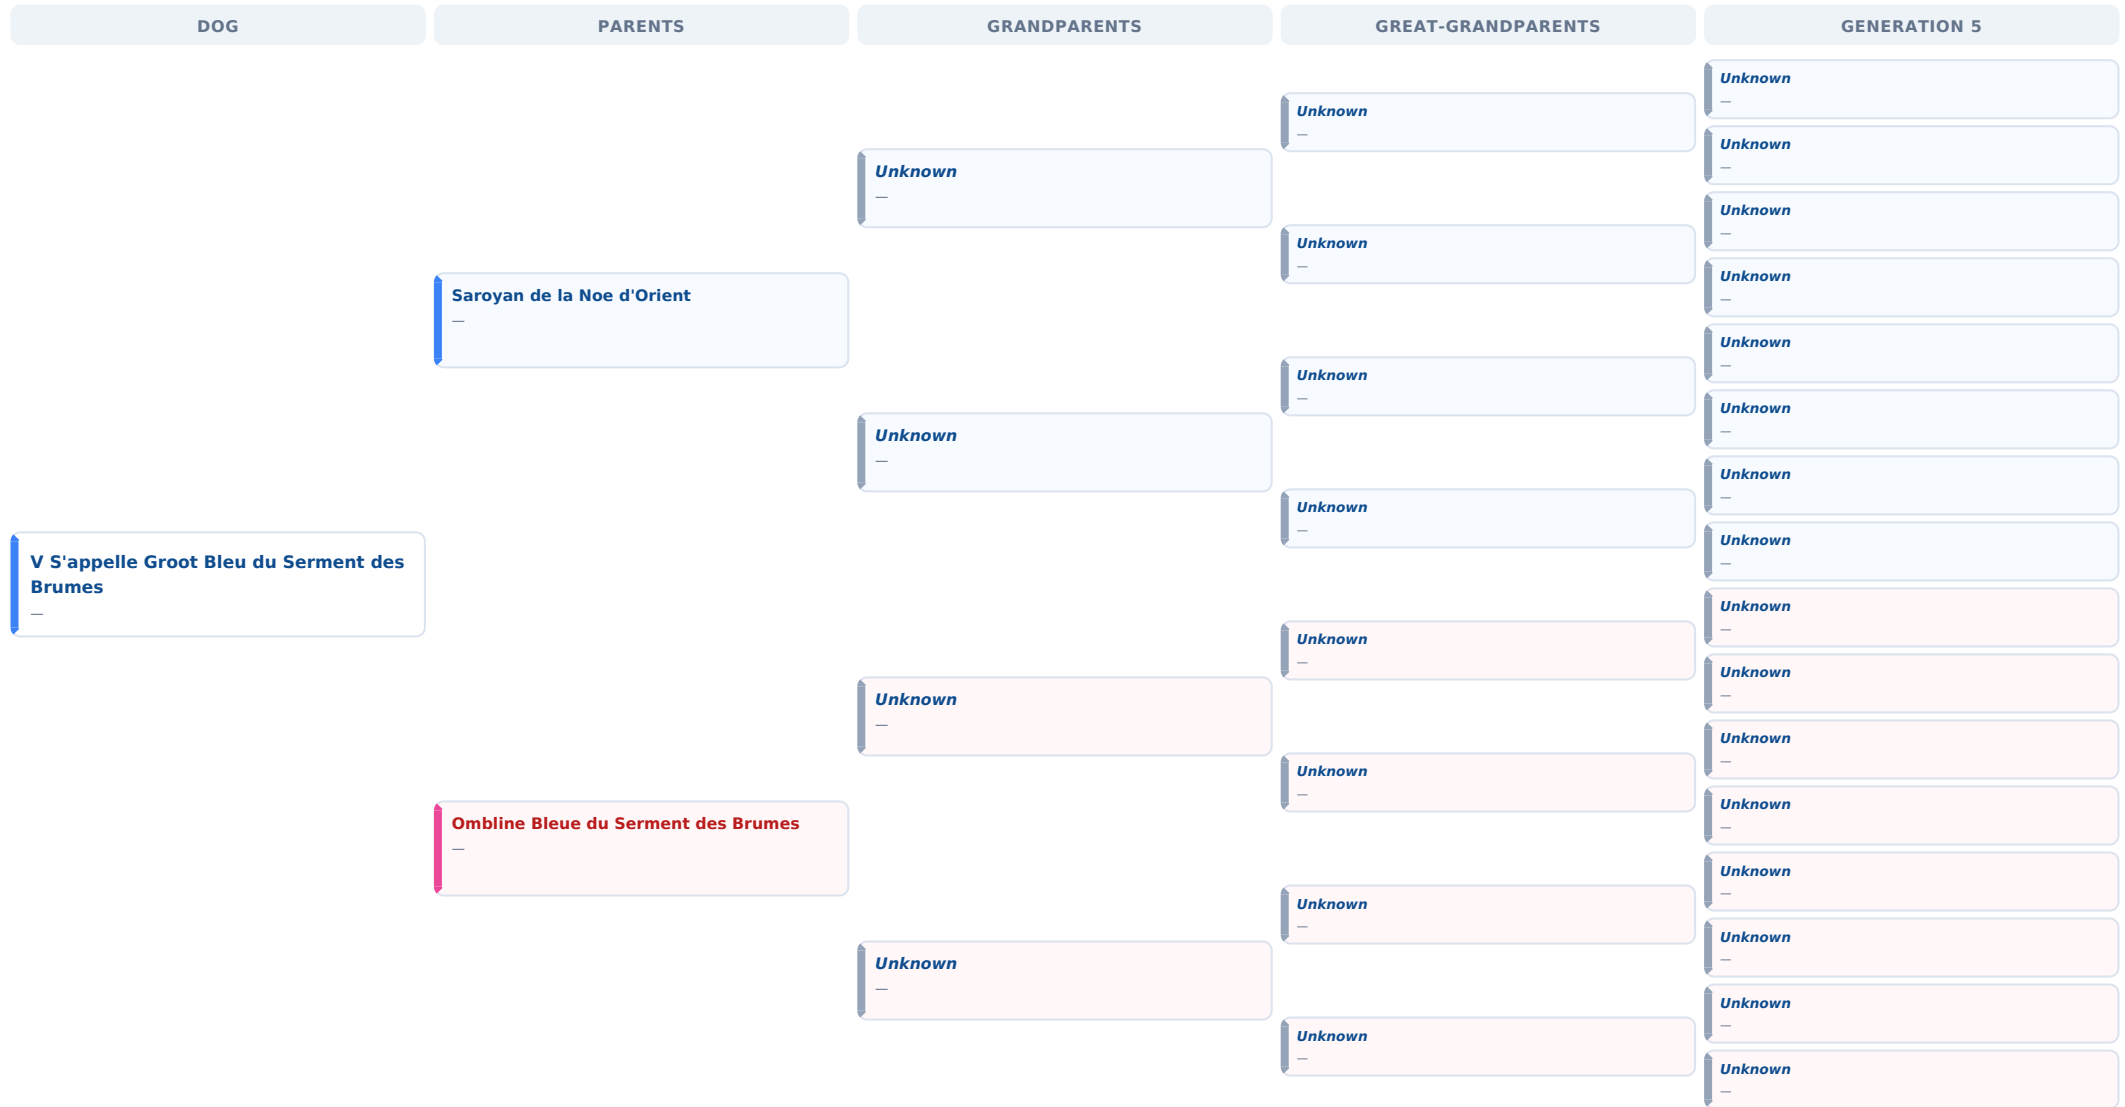 DOG
PARENTS
GRANDPARENTS
GREAT-GRANDPARENTS
GENERATION 5
V S'appelle Groot Bleu du Serment des
Brumes
—
Saroyan de la Noe d'Orient
—
Ombline Bleue du Serment des Brumes
—
Unknown
—
Unknown
—
Unknown
—
Unknown
—
Unknown
—
Unknown
—
Unknown
—
Unknown
—
Unknown
—
Unknown
—
Unknown
—
Unknown
—
Unknown
—
Unknown
—
Unknown
—
Unknown
—
Unknown
—
Unknown
—
Unknown
—
Unknown
—
Unknown
—
Unknown
—
Unknown
—
Unknown
—
Unknown
—
Unknown
—
Unknown
—
Unknown
—